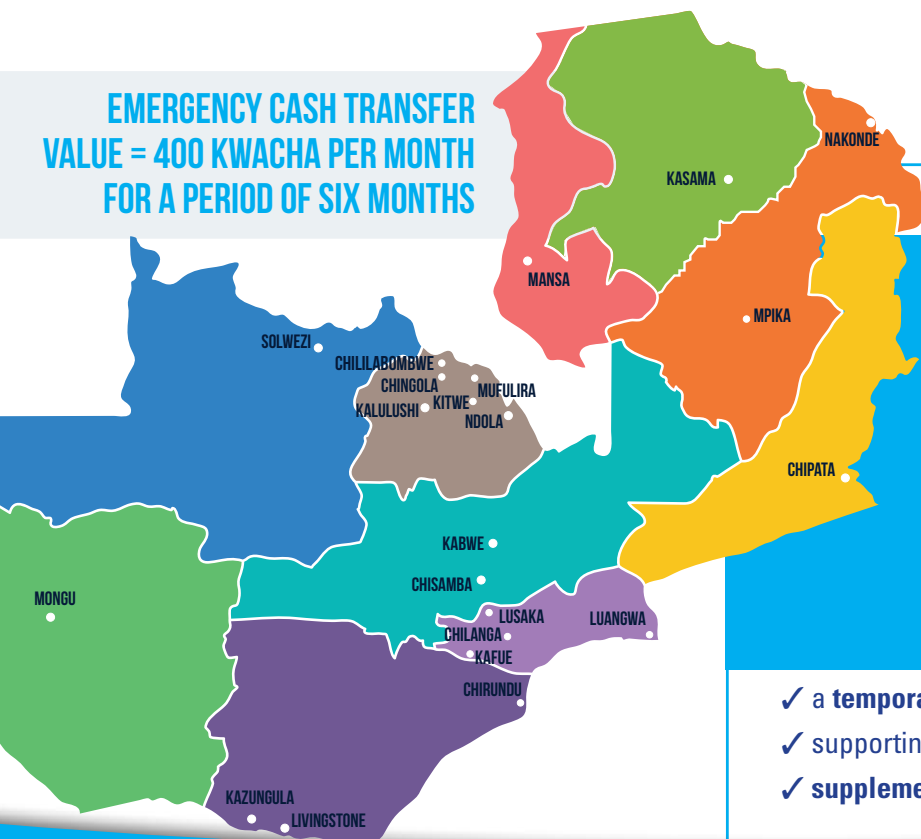 EMERGENCY CASH TRANSFER
VALUE = 400 KWACHA PER MONTH
FOR A PERIOD OF SIX MONTHS
NAKONDE
KASAMA
MANSA
MPIKA
SOLWEZI
CHILILABOMBWE
CHINGOLA
MUFULIRA
KALULUSHI
KITWE
NDOLA
CHIPATA
KABWE
CHISAMBA
MONGU
LUSAKA
LUANGWA
CHILANGA
KAFUE
CHIRUNDU
✓ a tempora
✓ supportin
✓ suppleme
KAZUNGULA
LIVINGSTONE